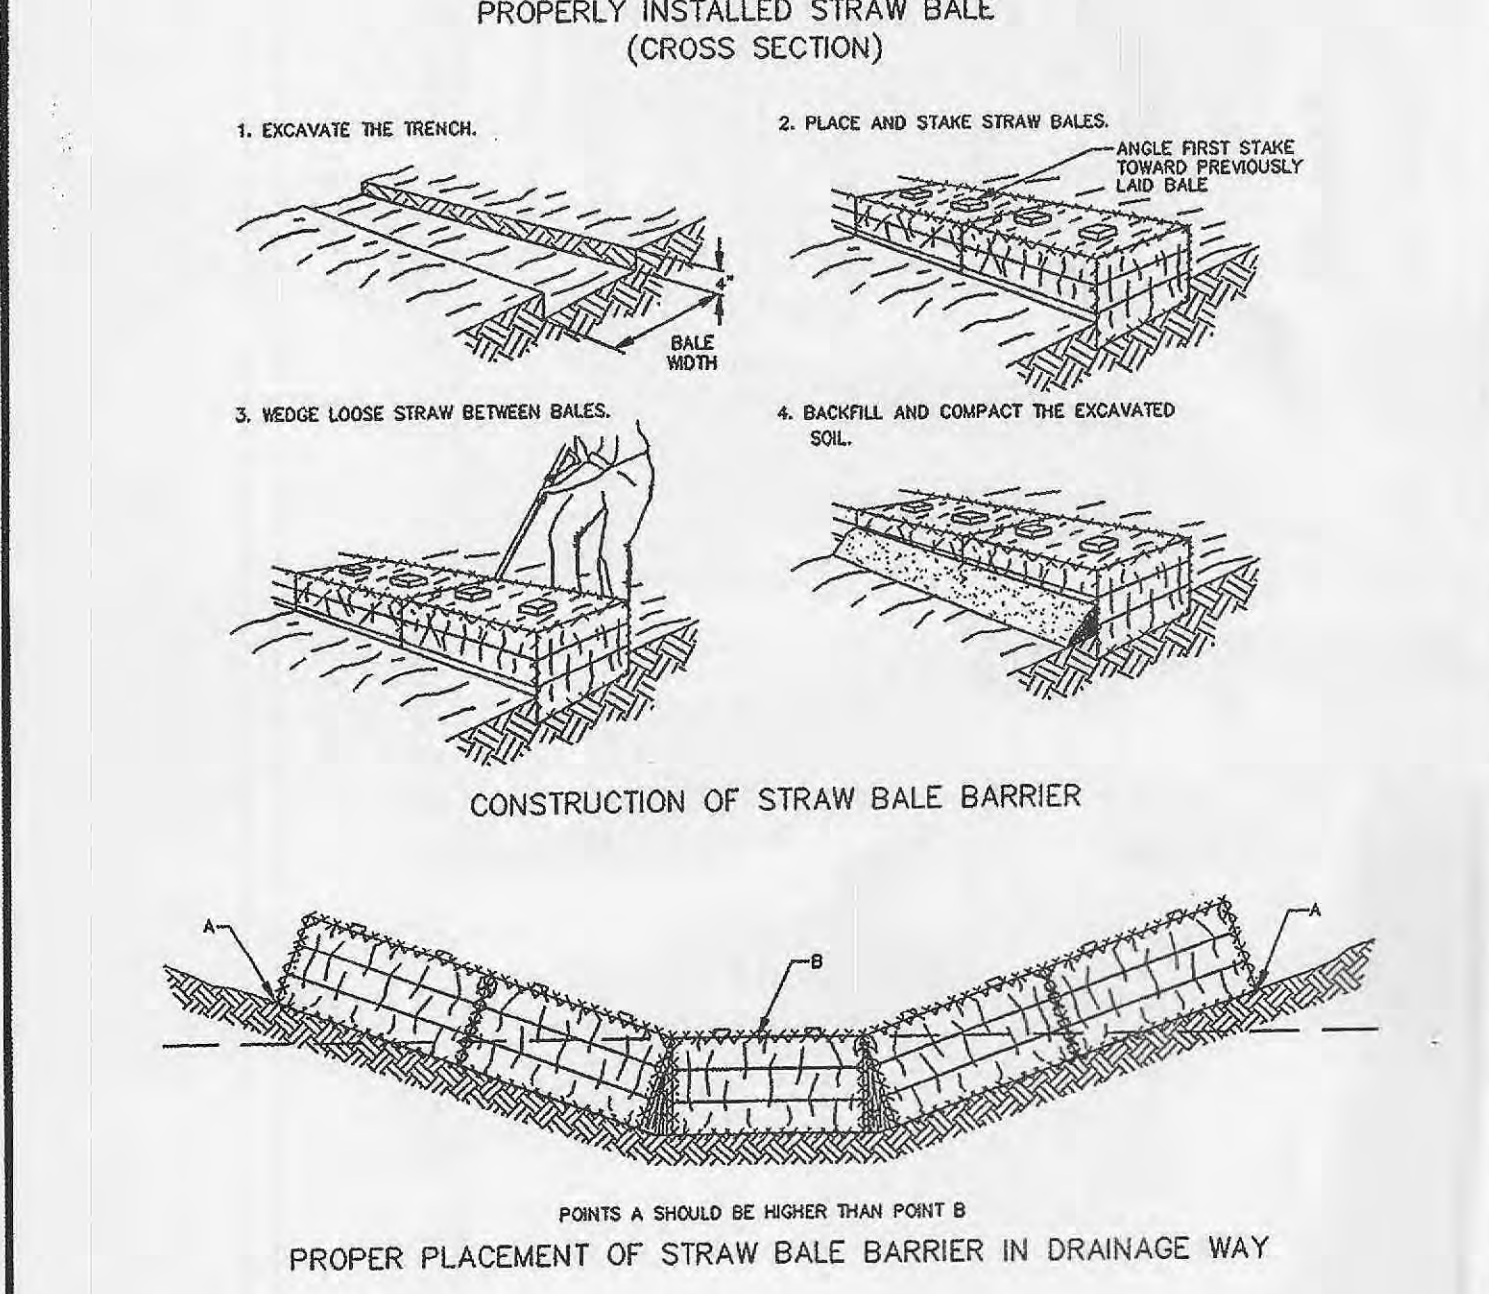 PROPERLY INSTALLED STRAW BALE
(CROSS SECTION)
1. EXCAVATE THE TRENCH.
4"
BALE
WIDTH
2. PLACE AND STAKE STRAW BALES.
ANGLE FIRST STAKE
TOWARD PREVIOUSLY
LAID BALE
3. WEDGE LOOSE STRAW BETWEEN BALES.
4. BACKFILL AND COMPACT THE EXCAVATED
SOIL.
CONSTRUCTION OF STRAW BALE BARRIER
A
B
A
POINTS A SHOULD BE HIGHER THAN POINT B
PROPER PLACEMENT OF STRAW BALE BARRIER IN DRAINAGE WAY